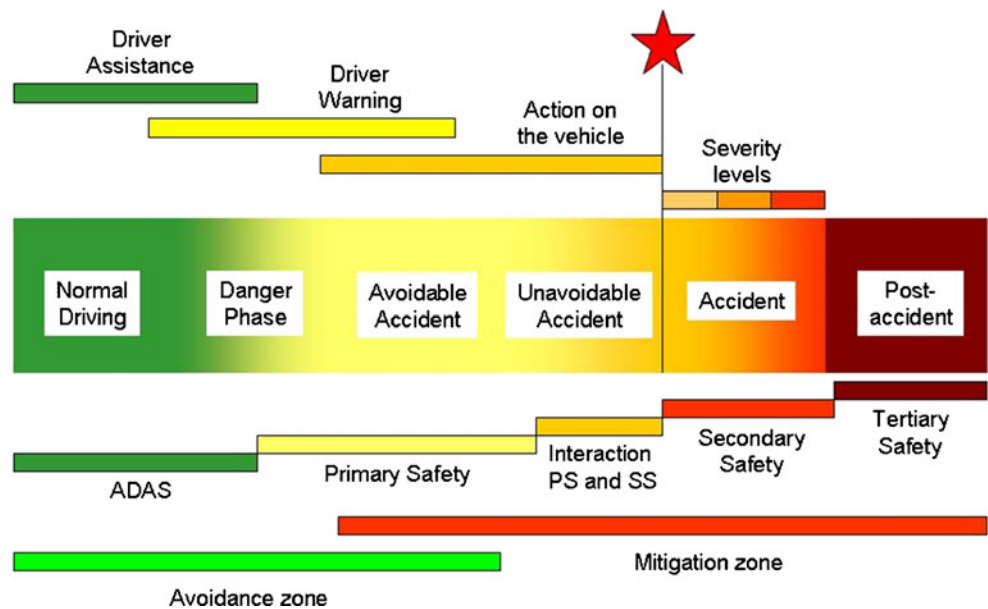 Driver
Assistance
Driver
Warning
Action on
the vehicle
Severity
levels
Normal
Driving
Danger
Phase
Avoidable
Accident
Unavoidable
Accident
Accident
Post-
accident
ADAS
Primary Safety
Interaction
PS and SS
Secondary
Safety
Tertiary
Safety
Mitigation zone
Avoidance zone